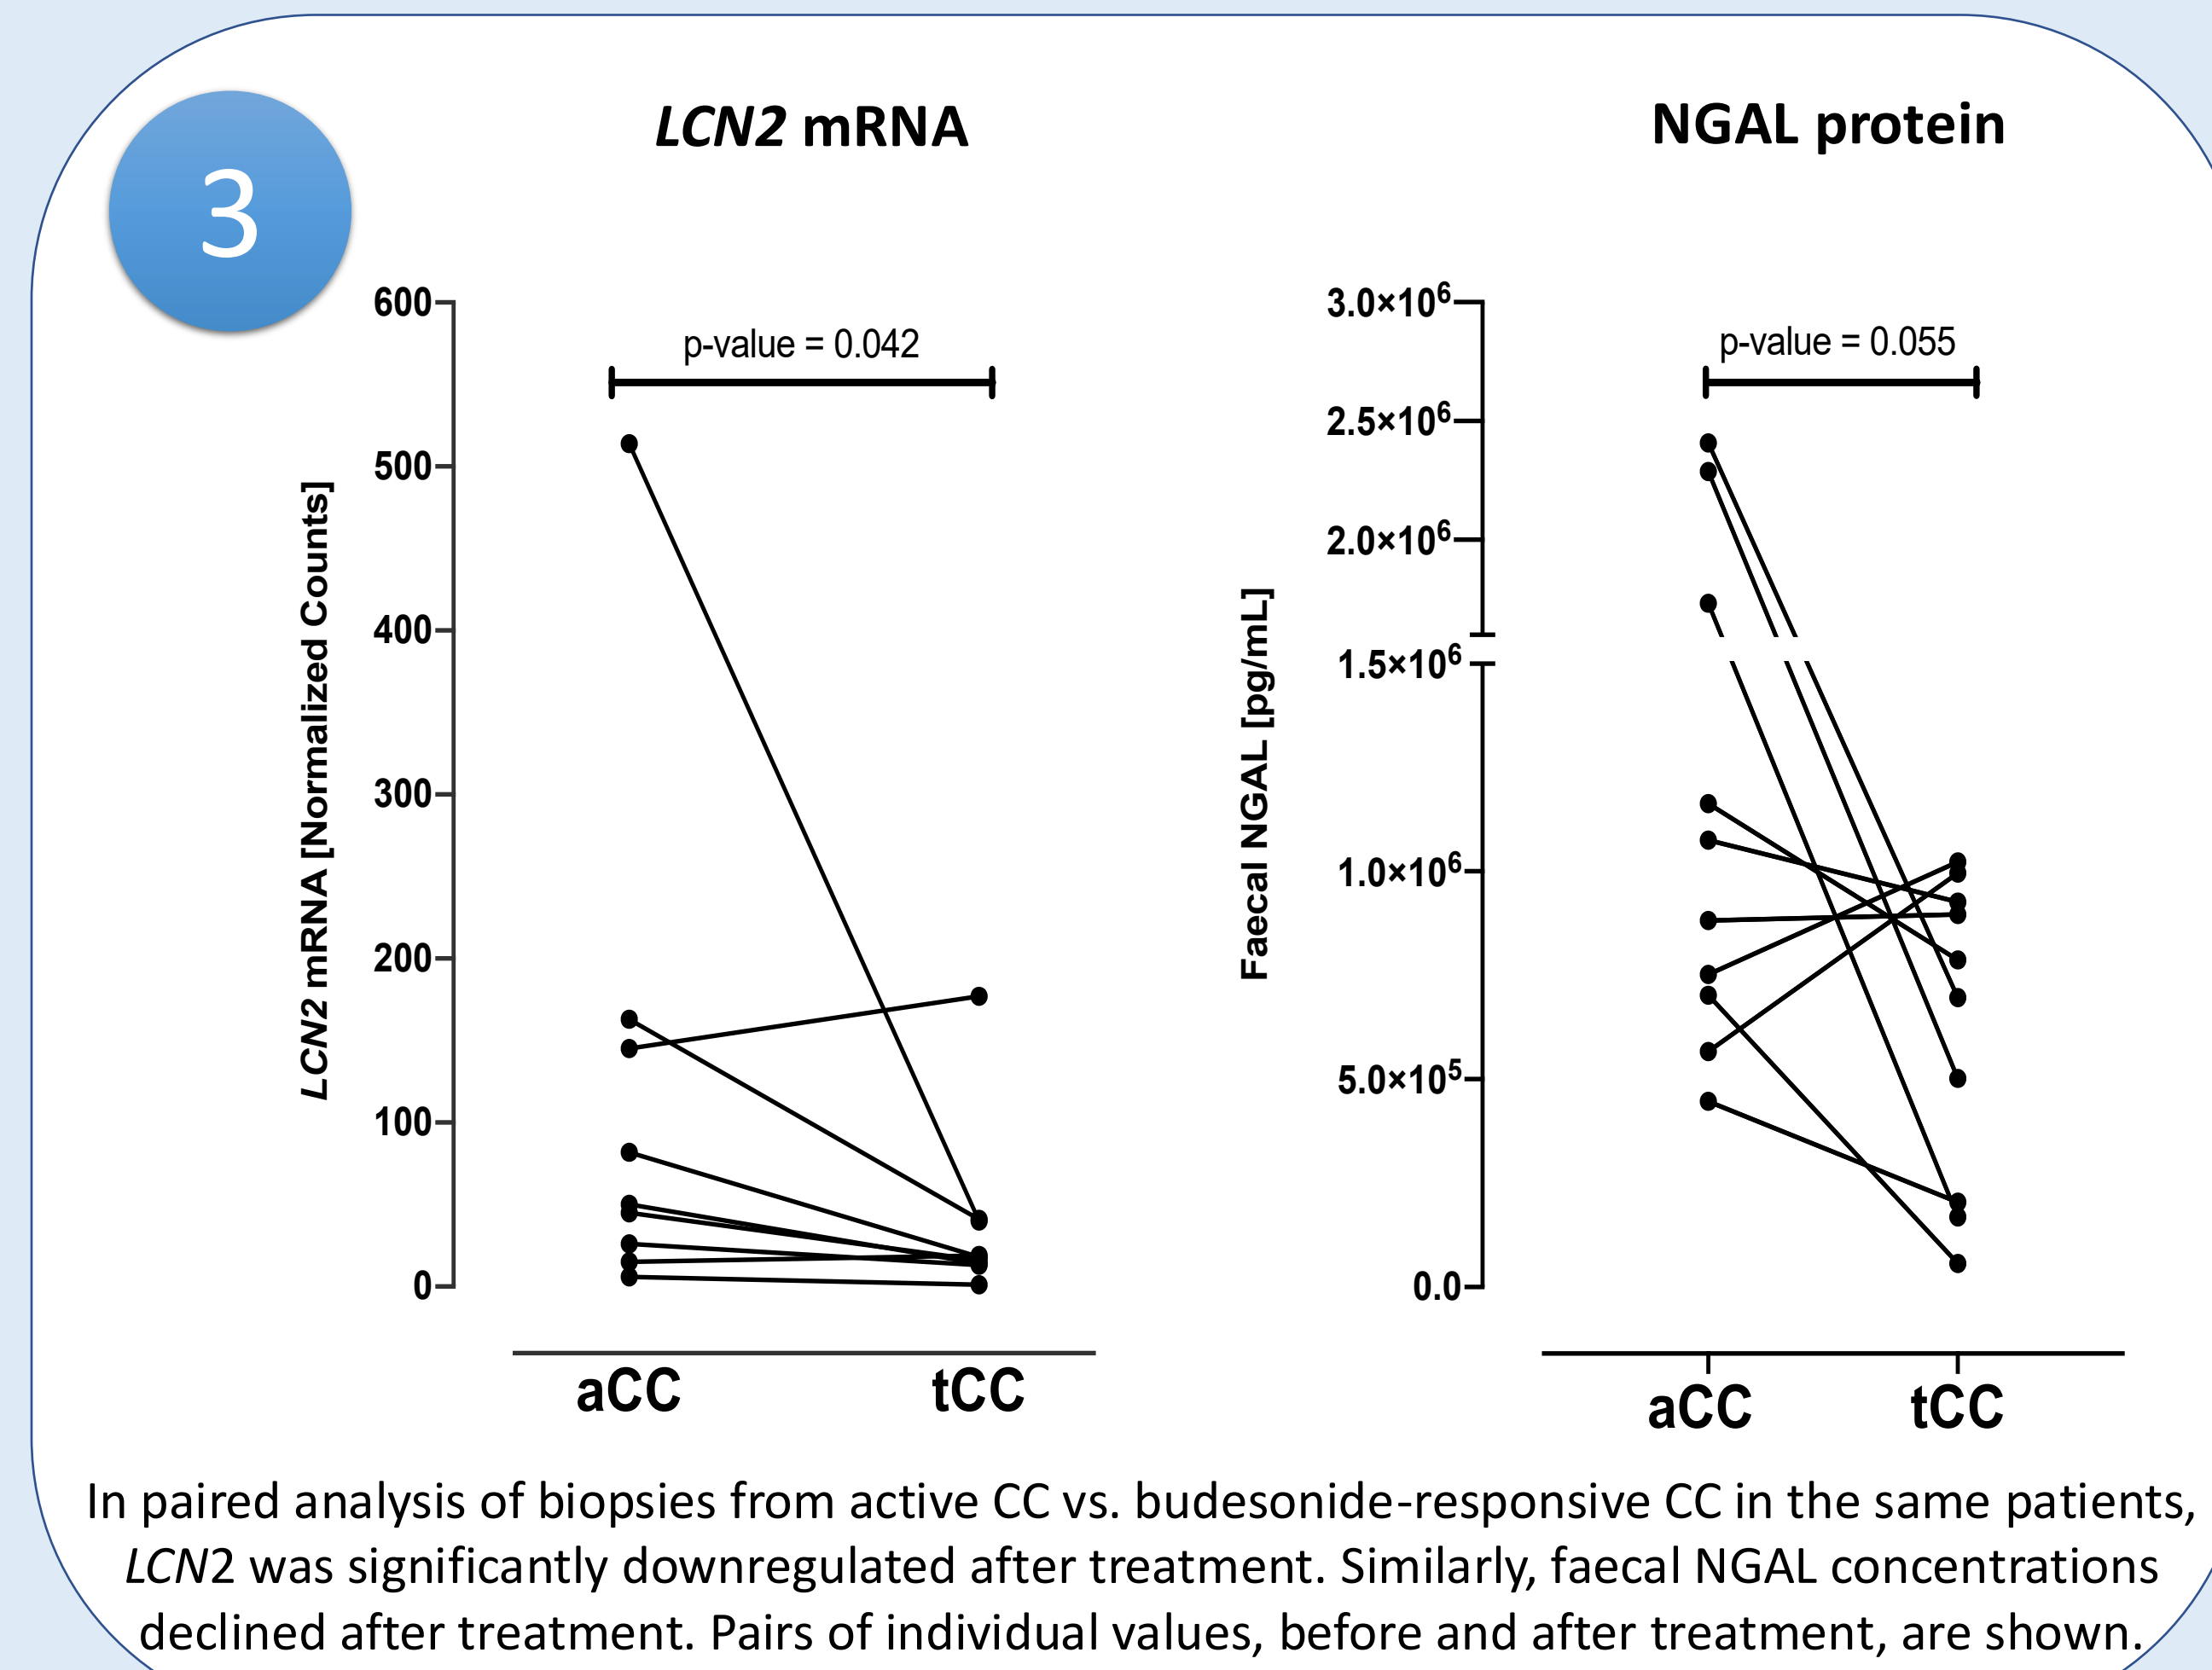 3
LCN2 mRNA
NGAL protein
LCN2 mRNA [Normalized Counts]
600
500
400
300
200
100
0
p-value = 0.042
aCC
tCC
Faecal NGAL [pg/mL]
3.0×10⁶
2.5×10⁶
2.0×10⁶
1.5×10⁶
1.0×10⁶
5.0×10⁵
0.0
p-value = 0.055
aCC
tCC
In paired analysis of biopsies from active CC vs. budesonide-responsive CC in the same patients,
LCN2 was significantly downregulated after treatment. Similarly, faecal NGAL concentrations
declined after treatment. Pairs of individual values, before and after treatment, are shown.